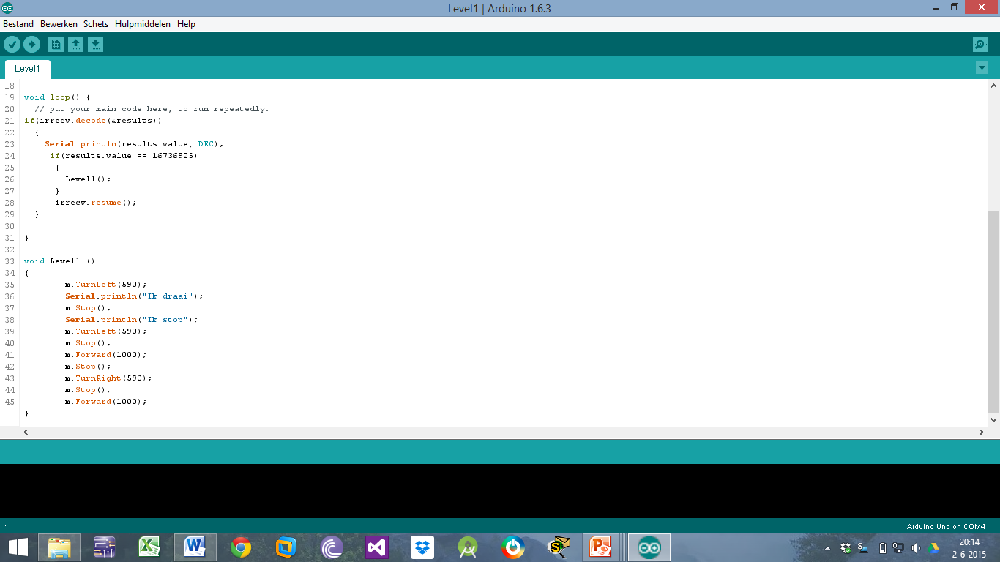 Level1 | Arduino 1.6.3
Bestand Bewerken Schets Hulpmiddelen Help
Level1
18
19 void loop() {
20 // put your main code here, to run repeatedly:
21 if(irrecv.decode(&results))
22 {
23 Serial.println(results.value, DEC);
24 if(results.value == 16736925)
25 {
26 Level1();
27 }
28 irrecv.resume();
29 }
30
31 }
32
33 void Level1 ()
34 {
35 m.TurnLeft(590);
36 Serial.println("Ik draai");
37 m.Stop();
38 Serial.println("Ik stop");
39 m.TurnLeft(590);
40 m.Stop();
41 m.Forward(1000);
42 m.Stop();
43 m.TurnRight(590);
44 m.Stop();
45 m.Forward(1000);
}
1 Arduino Uno on COM4
20:14
2-6-2015